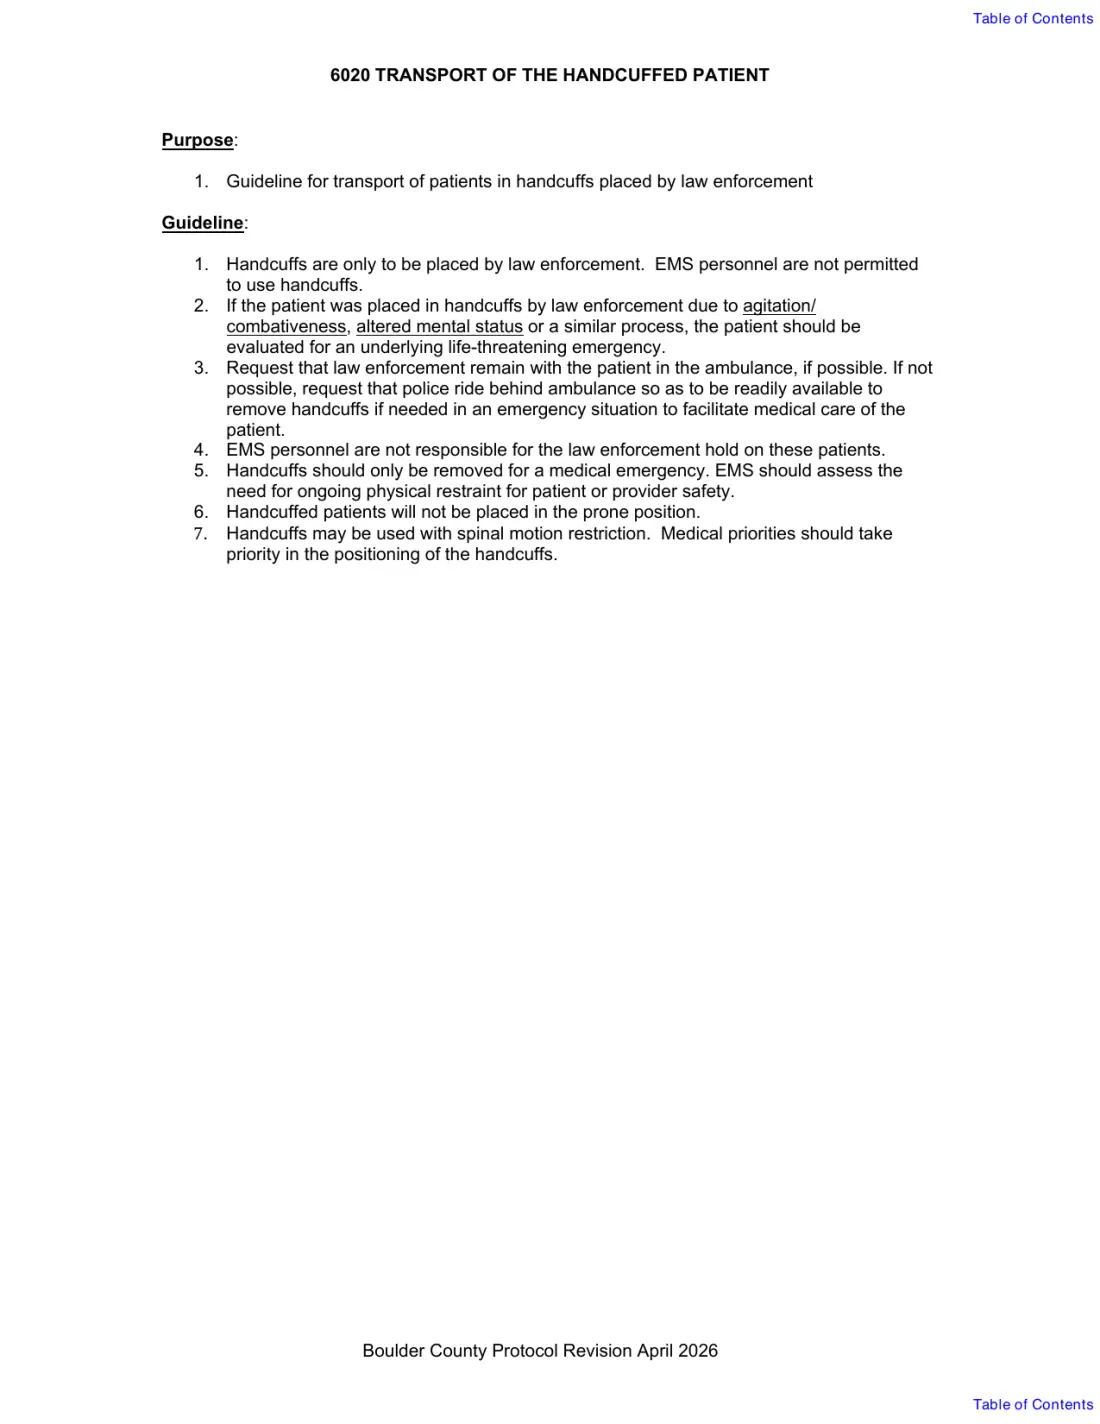 Table of Contents
6020 TRANSPORT OF THE HANDCUFFED PATIENT
Purpose:
1. Guideline for transport of patients in handcuffs placed by law enforcement
Guideline:
1. Handcuffs are only to be placed by law enforcement.  EMS personnel are not permitted
to use handcuffs.
2. If the patient was placed in handcuffs by law enforcement due to agitation/
combativeness, altered mental status or a similar process, the patient should be
evaluated for an underlying life-threatening emergency.
3. Request that law enforcement remain with the patient in the ambulance, if possible. If not
possible, request that police ride behind ambulance so as to be readily available to
remove handcuffs if needed in an emergency situation to facilitate medical care of the
patient.
4. EMS personnel are not responsible for the law enforcement hold on these patients.
5. Handcuffs should only be removed for a medical emergency. EMS should assess the
need for ongoing physical restraint for patient or provider safety.
6. Handcuffed patients will not be placed in the prone position.
7. Handcuffs may be used with spinal motion restriction.  Medical priorities should take
priority in the positioning of the handcuffs.
Boulder County Protocol Revision April 2026
Table of Contents